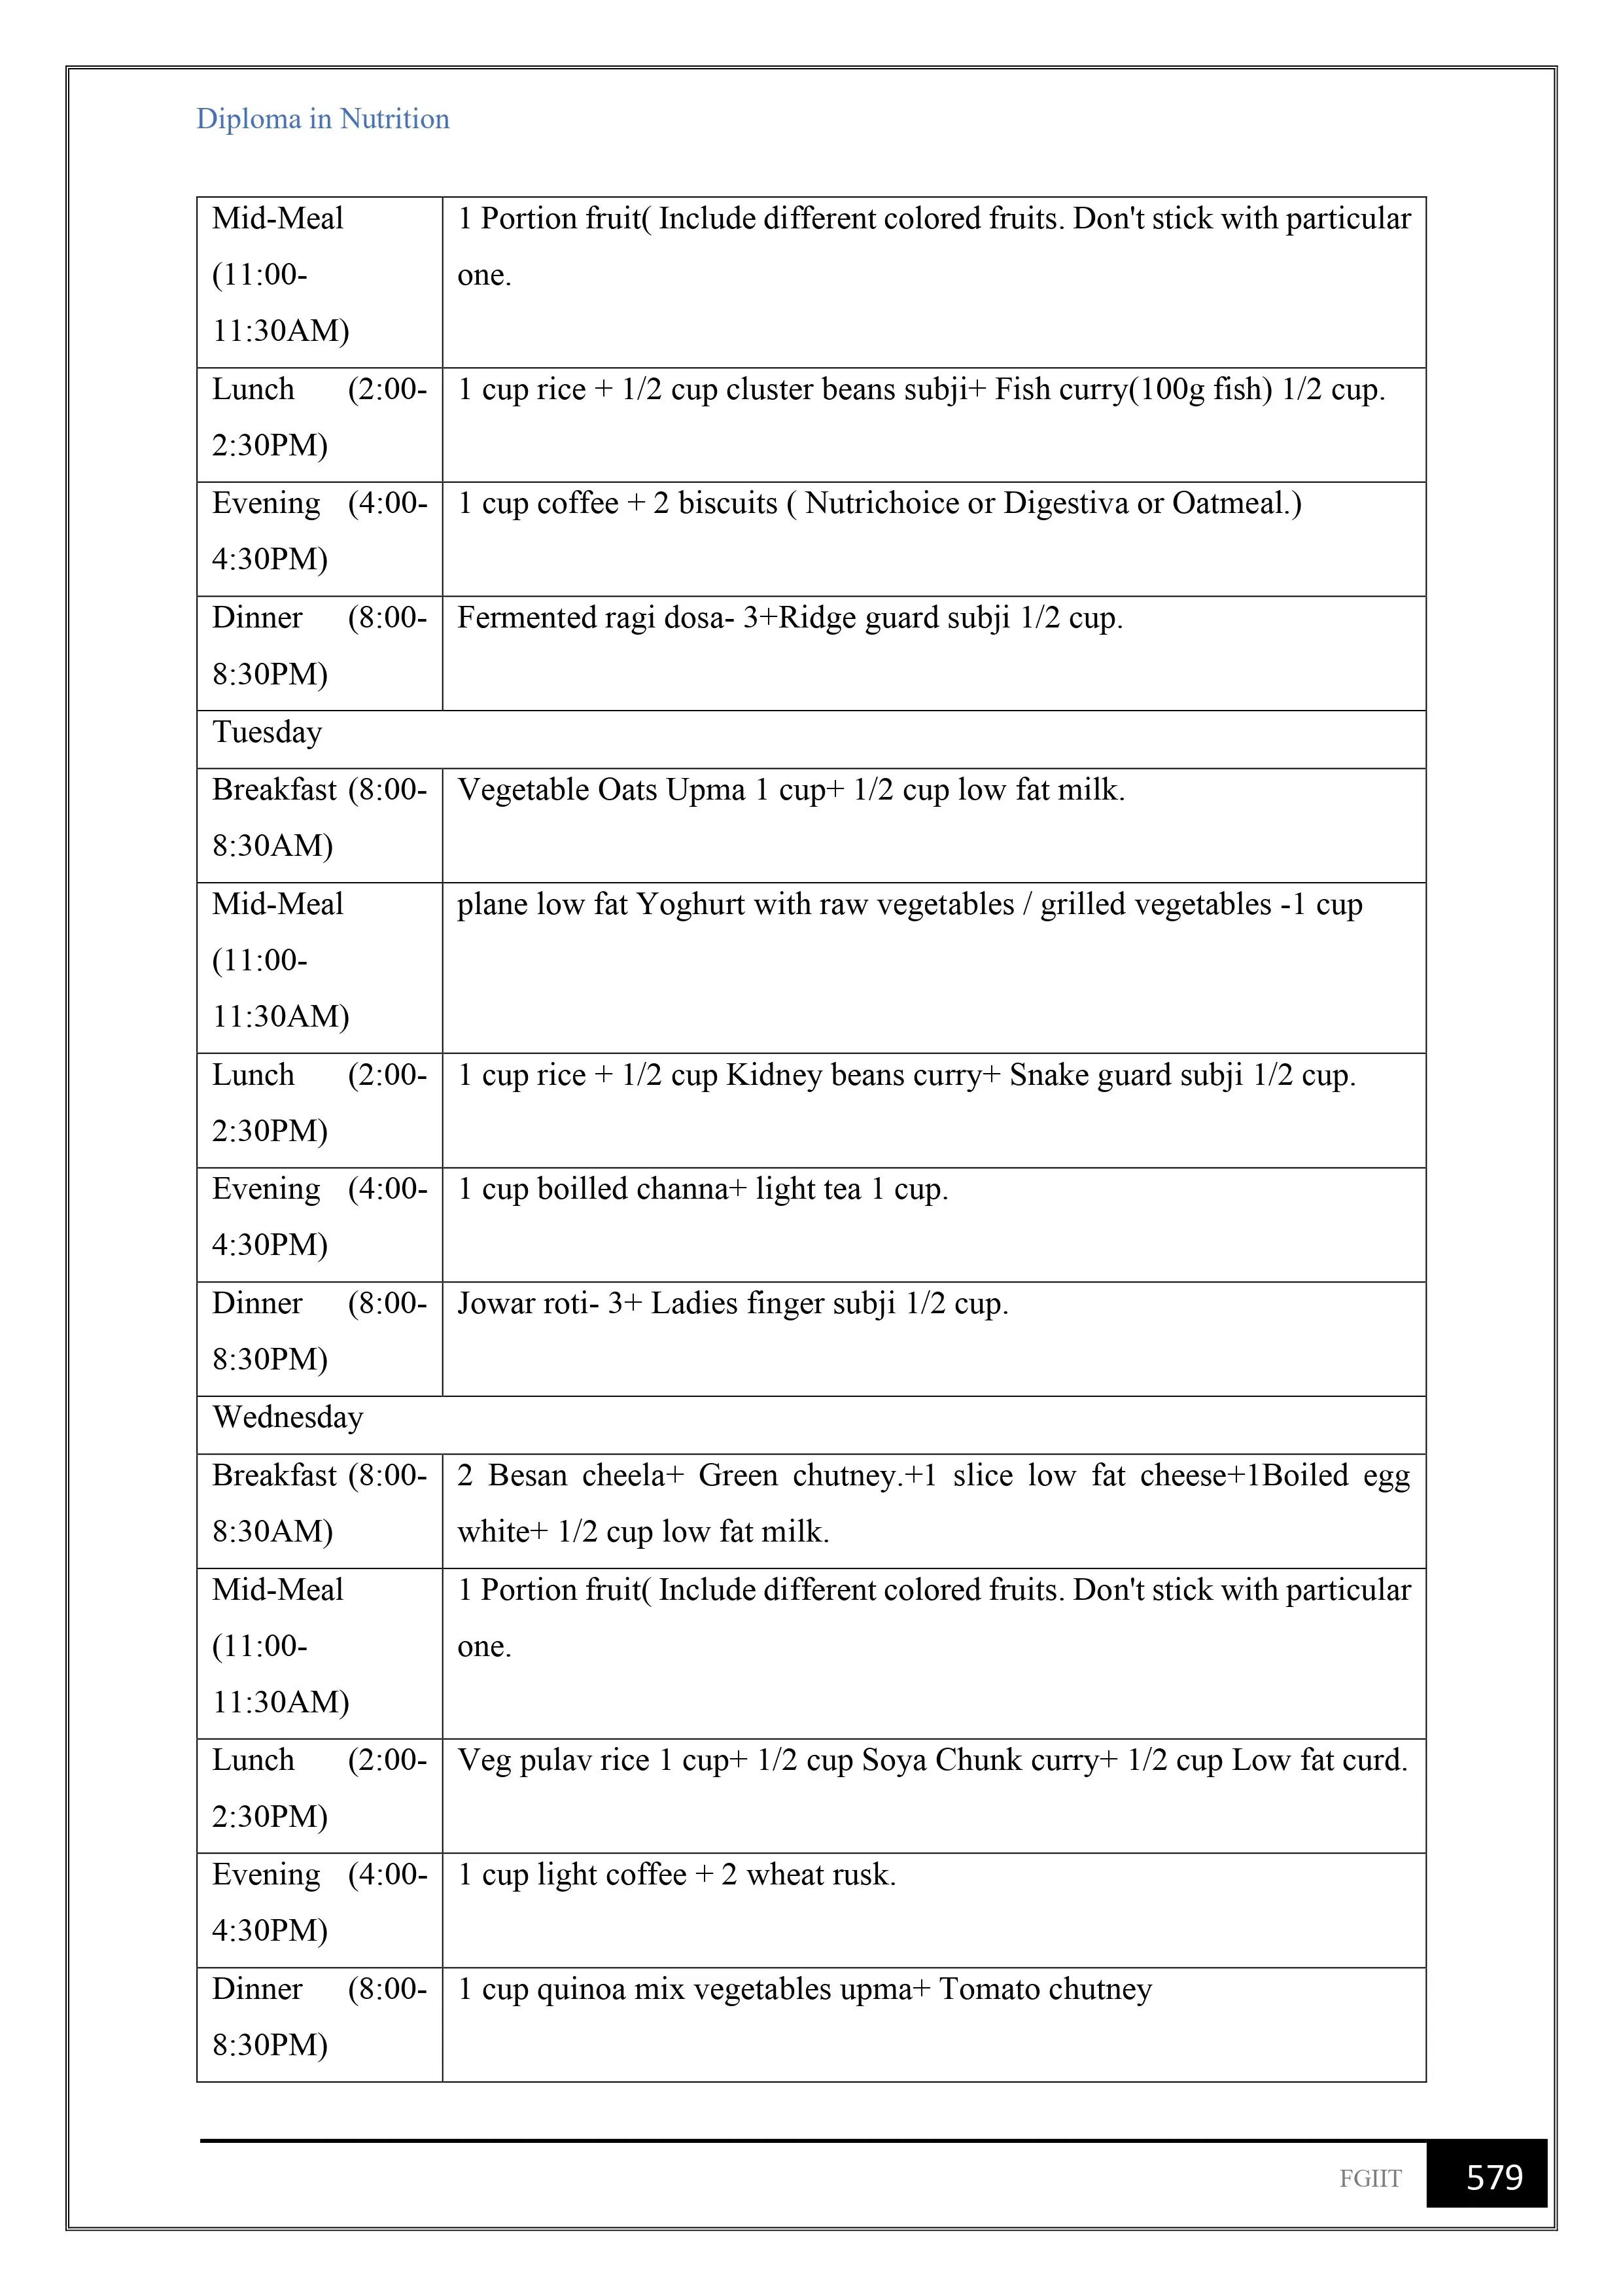 Diploma in Nutrition
Mid-Meal
(11:00-
11:30AM)
1 Portion fruit( Include different colored fruits. Don't stick with particular
one.
Lunch (2:00-
2:30PM)
1 cup rice + 1/2 cup cluster beans subji+ Fish curry(100g fish) 1/2 cup.
Evening (4:00-
4:30PM)
1 cup coffee + 2 biscuits ( Nutrichoice or Digestiva or Oatmeal.)
Dinner (8:00-
8:30PM)
Fermented ragi dosa- 3+Ridge guard subji 1/2 cup.
Tuesday
Breakfast (8:00-
8:30AM)
Vegetable Oats Upma 1 cup+ 1/2 cup low fat milk.
Mid-Meal
(11:00-
11:30AM)
plane low fat Yoghurt with raw vegetables / grilled vegetables -1 cup
Lunch (2:00-
2:30PM)
1 cup rice + 1/2 cup Kidney beans curry+ Snake guard subji 1/2 cup.
Evening (4:00-
4:30PM)
1 cup boilled channa+ light tea 1 cup.
Dinner (8:00-
8:30PM)
Jowar roti- 3+ Ladies finger subji 1/2 cup.
Wednesday
Breakfast (8:00-
8:30AM)
2 Besan cheela+ Green chutney.+1 slice low fat cheese+1Boiled egg
white+ 1/2 cup low fat milk.
Mid-Meal
(11:00-
11:30AM)
1 Portion fruit( Include different colored fruits. Don't stick with particular
one.
Lunch (2:00-
2:30PM)
Veg pulav rice 1 cup+ 1/2 cup Soya Chunk curry+ 1/2 cup Low fat curd.
Evening (4:00-
4:30PM)
1 cup light coffee + 2 wheat rusk.
Dinner (8:00-
8:30PM)
1 cup quinoa mix vegetables upma+ Tomato chutney
FGIIT 579